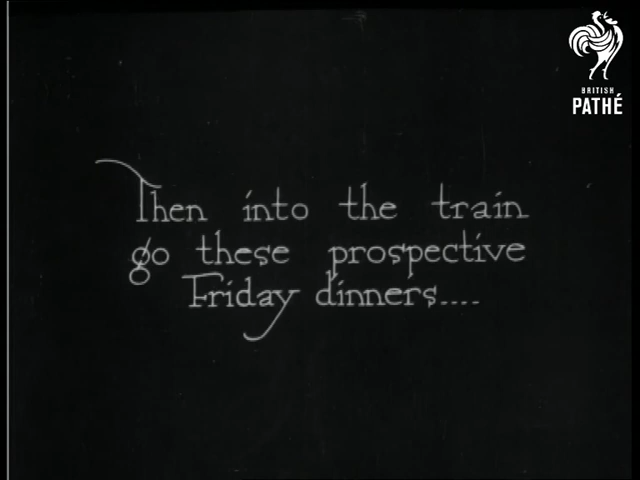 BRITISH
PATHÉ
Then into the train
go these prospective
Friday dinners....